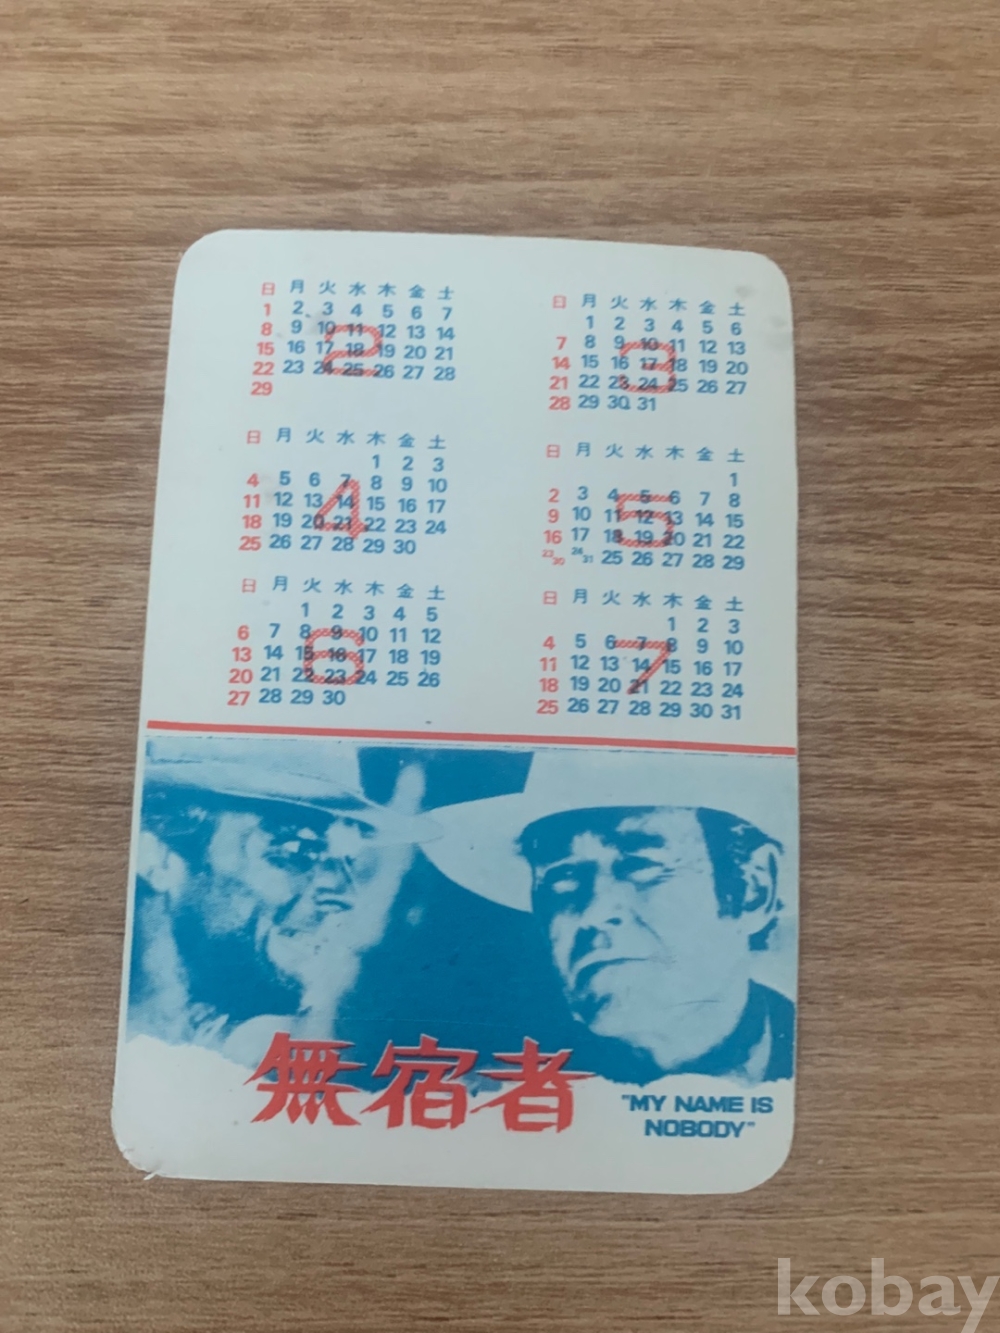 日 月 火 水 木 金 土
1 2 3 4 5 6 7
8 9 10 11 12 13 14
15 16 17 18 19 20 21
22 23 24 25 26 27 28
29
2
日 月 火 水 木 金 土
1 2 3 4 5 6
7 8 9 10 11 12 13
14 15 16 17 18 19 20
21 22 23 24 25 26 27
28 29 30 31
3
日 月 火 水 木 金 土
1 2 3
4 5 6 7 8 9 10
11 12 13 14 15 16 17
18 19 20 21 22 23 24
25 26 27 28 29 30
4
日 月 火 水 木 金 土
1
2 3 4 5 6 7 8
9 10 11 12 13 14 15
16 17 18 19 20 21 22
23/30 24/31 25 26 27 28 29
5
日 月 火 水 木 金 土
1 2 3 4 5
6 7 8 9 10 11 12
13 14 15 16 17 18 19
20 21 22 23 24 25 26
27 28 29 30
6
日 月 火 水 木 金 土
1 2 3
4 5 6 7 8 9 10
11 12 13 14 15 16 17
18 19 20 21 22 23 24
25 26 27 28 29 30 31
7
無宿者
"MY NAME IS
NOBODY"
kobay